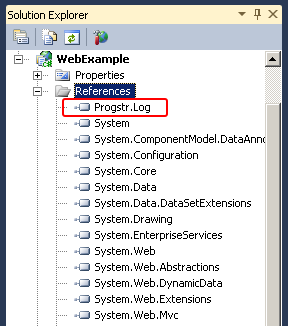 Solution Explorer
WebExample
Properties
References
Progstr.Log
System
System.ComponentModel.DataAnno
System.Configuration
System.Core
System.Data
System.Data.DataSetExtensions
System.Drawing
System.EnterpriseServices
System.Web
System.Web.Abstractions
System.Web.DynamicData
System.Web.Extensions
System.Web.Mvc